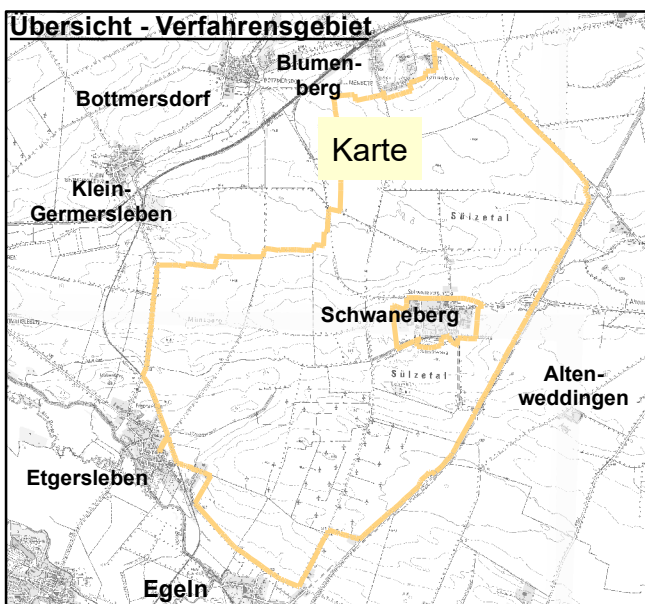 Übersicht - Verfahrensgebiet
Blumen-
berg
Bottmersdorf
Karte
Klein-
Germersleben
Sülzetal
Schwaneberg
Sülzetal
Alten-
weddingen
Etgersleben
Egeln